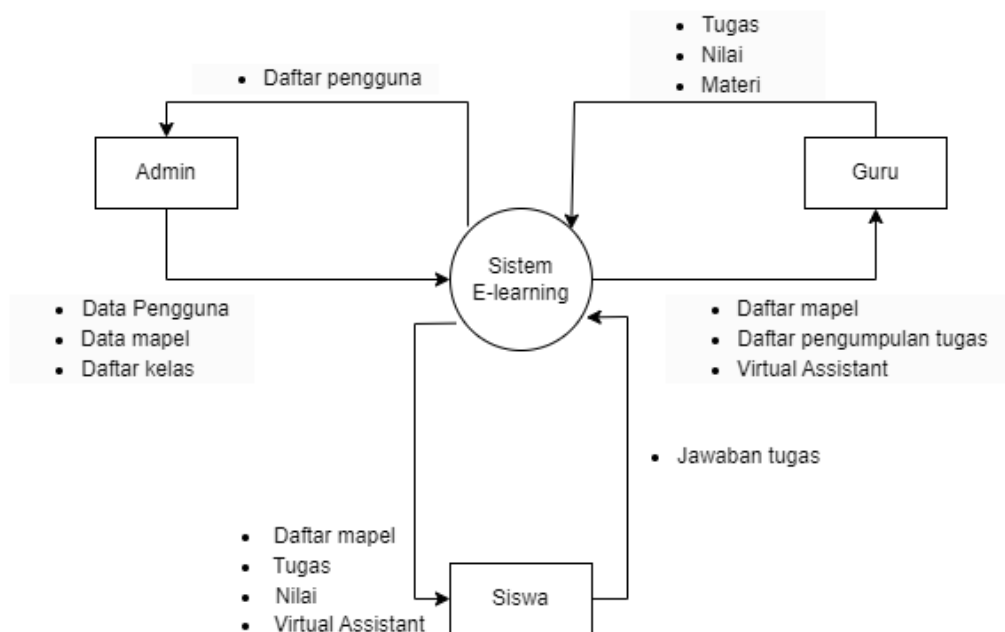 • Tugas
• Nilai
• Materi
• Daftar pengguna
Admin
Guru
Sistem
E-learning
• Data Pengguna
• Data mapel
• Daftar kelas
• Daftar mapel
• Daftar pengumpulan tugas
• Virtual Assistant
• Jawaban tugas
• Daftar mapel
• Tugas
• Nilai
• Virtual Assistant
Siswa